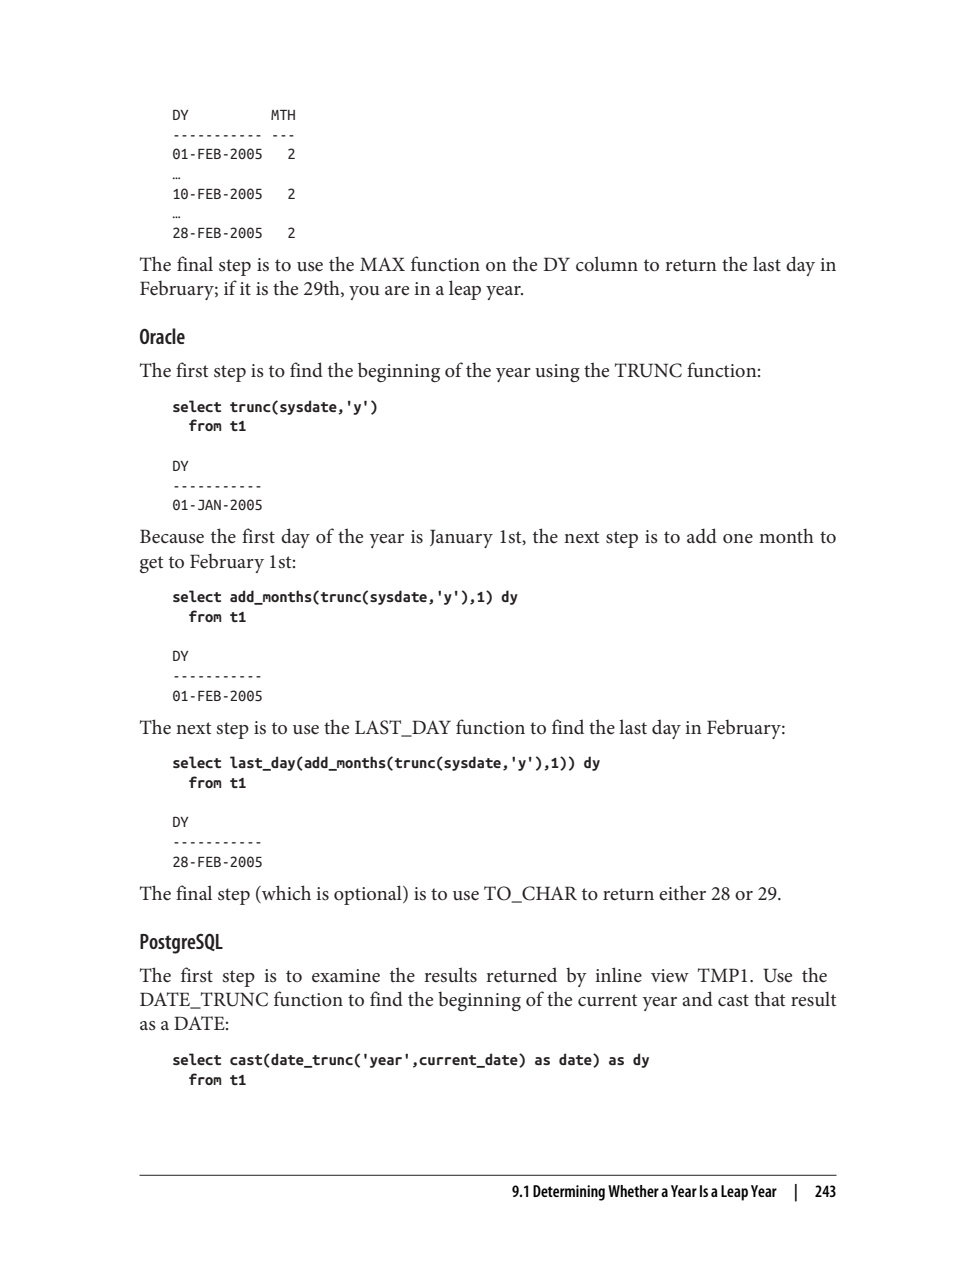 DY          MTH
----------- ---
01-FEB-2005   2
…
10-FEB-2005   2
…
28-FEB-2005   2
The final step is to use the MAX function on the DY column to return the last day in
February; if it is the 29th, you are in a leap year.
Oracle
The first step is to find the beginning of the year using the TRUNC function:
select trunc(sysdate,'y')
  from t1
DY
-----------
01-JAN-2005
Because the first day of the year is January 1st, the next step is to add one month to
get to February 1st:
select add_months(trunc(sysdate,'y'),1) dy
  from t1
DY
-----------
01-FEB-2005
The next step is to use the LAST_DAY function to find the last day in February:
select last_day(add_months(trunc(sysdate,'y'),1)) dy
  from t1
DY
-----------
28-FEB-2005
The final step (which is optional) is to use TO_CHAR to return either 28 or 29.
PostgreSQL
The first step is to examine the results returned by inline view TMP1. Use the
DATE_TRUNC function to find the beginning of the current year and cast that result
as a DATE:
select cast(date_trunc('year',current_date) as date) as dy
  from t1
9.1 Determining Whether a Year Is a Leap Year | 243